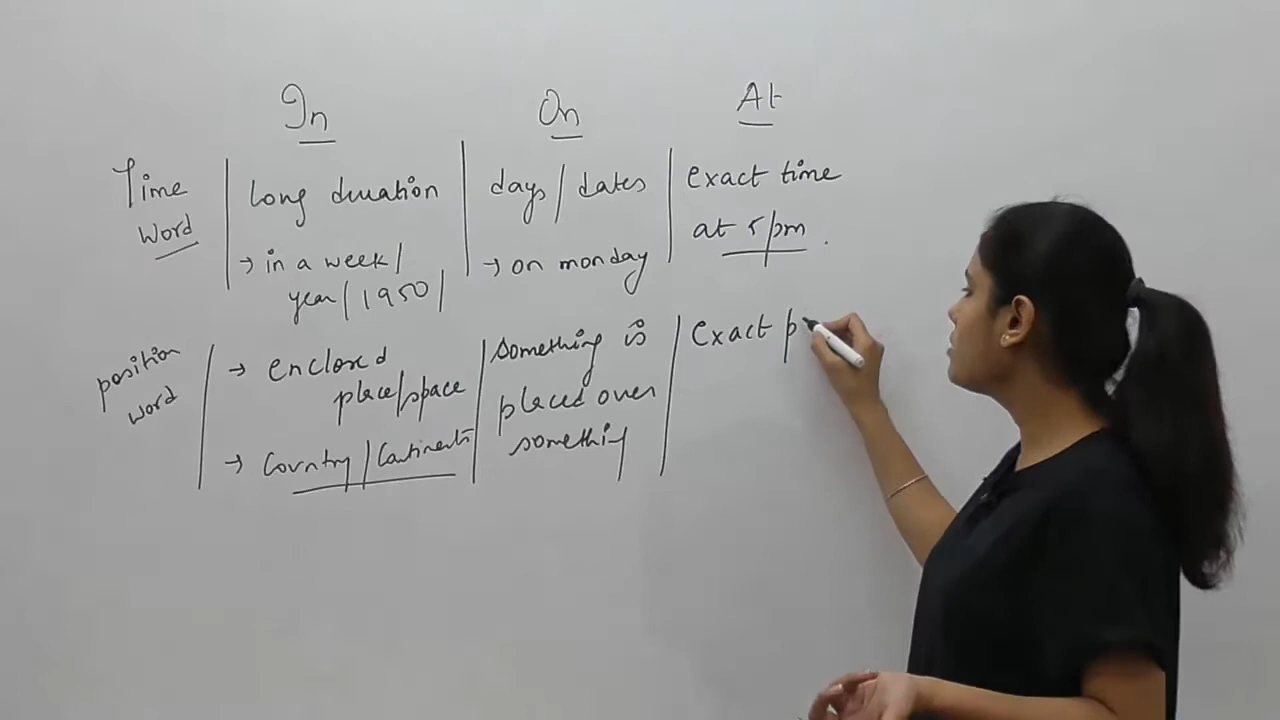 In On At
Time
Word
long duration
→ in a week/
year/1950/
days/dates
→ on monday
exact time
at 5pm.
position
word
→ enclosed
place/space
→ Country/Continents
something is
placed over
something
exact p